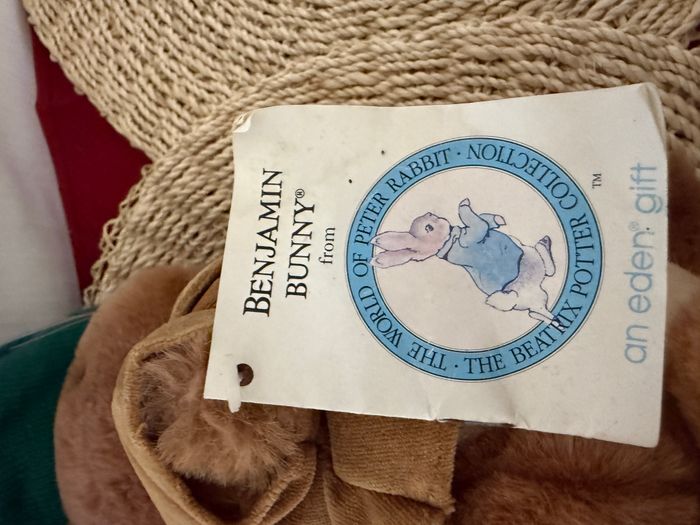 BENJAMIN
BUNNY®
from
THE WORLD OF PETER RABBIT · THE BEATRIX POTTER COLLECTION ·
TM
an eden® gift